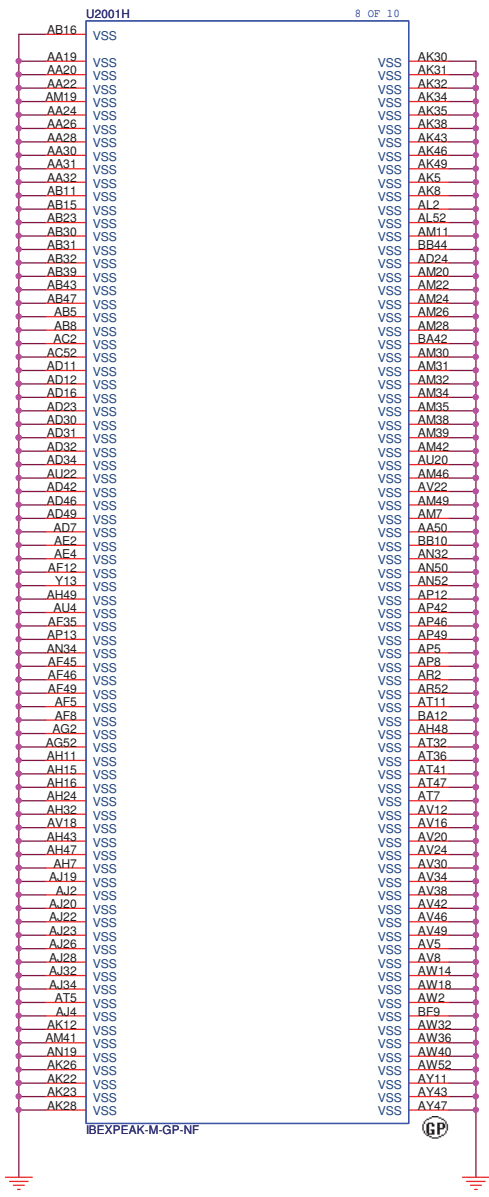 U2001H 8 OF 10
AB16 VSS
AA19 VSS VSS AK30
AA20 VSS VSS AK31
AA22 VSS VSS AK32
AM19 VSS VSS AK34
AA24 VSS VSS AK35
AA26 VSS VSS AK38
AA28 VSS VSS AK43
AA30 VSS VSS AK46
AA31 VSS VSS AK49
AA32 VSS VSS AK5
AB11 VSS VSS AK8
AB15 VSS VSS AL2
AB23 VSS VSS AL52
AB30 VSS VSS AM11
AB31 VSS VSS BB44
AB32 VSS VSS AD24
AB39 VSS VSS AM20
AB43 VSS VSS AM22
AB47 VSS VSS AM24
AB5 VSS VSS AM26
AB8 VSS VSS AM28
AC2 VSS VSS BA42
AC52 VSS VSS AM30
AD11 VSS VSS AM31
AD12 VSS VSS AM32
AD16 VSS VSS AM34
AD23 VSS VSS AM35
AD30 VSS VSS AM38
AD31 VSS VSS AM39
AD32 VSS VSS AM42
AD34 VSS VSS AU20
AU22 VSS VSS AM46
AD42 VSS VSS AV22
AD46 VSS VSS AM49
AD49 VSS VSS AM7
AD7 VSS VSS AA50
AE2 VSS VSS BB10
AE4 VSS VSS AN32
AF12 VSS VSS AN50
Y13 VSS VSS AN52
AH49 VSS VSS AP12
AU4 VSS VSS AP42
AF35 VSS VSS AP46
AP13 VSS VSS AP49
AN34 VSS VSS AP5
AF45 VSS VSS AP8
AF46 VSS VSS AR2
AF49 VSS VSS AR52
AF5 VSS VSS AT11
AF8 VSS VSS BA12
AG2 VSS VSS AH48
AG52 VSS VSS AT32
AH11 VSS VSS AT36
AH15 VSS VSS AT41
AH16 VSS VSS AT47
AH24 VSS VSS AT7
AH32 VSS VSS AV12
AV18 VSS VSS AV16
AH43 VSS VSS AV20
AH47 VSS VSS AV24
AH7 VSS VSS AV30
AJ19 VSS VSS AV34
AJ2 VSS VSS AV38
AJ20 VSS VSS AV42
AJ22 VSS VSS AV46
AJ23 VSS VSS AV49
AJ26 VSS VSS AV5
AJ28 VSS VSS AV8
AJ32 VSS VSS AW14
AJ34 VSS VSS AW18
AT5 VSS VSS AW2
AJ4 VSS VSS BF9
AK12 VSS VSS AW32
AM41 VSS VSS AW36
AN19 VSS VSS AW40
AK26 VSS VSS AW52
AK22 VSS VSS AY11
AK23 VSS VSS AY43
AK28 VSS VSS AY47
IBEXPEAK-M-GP-NF GP